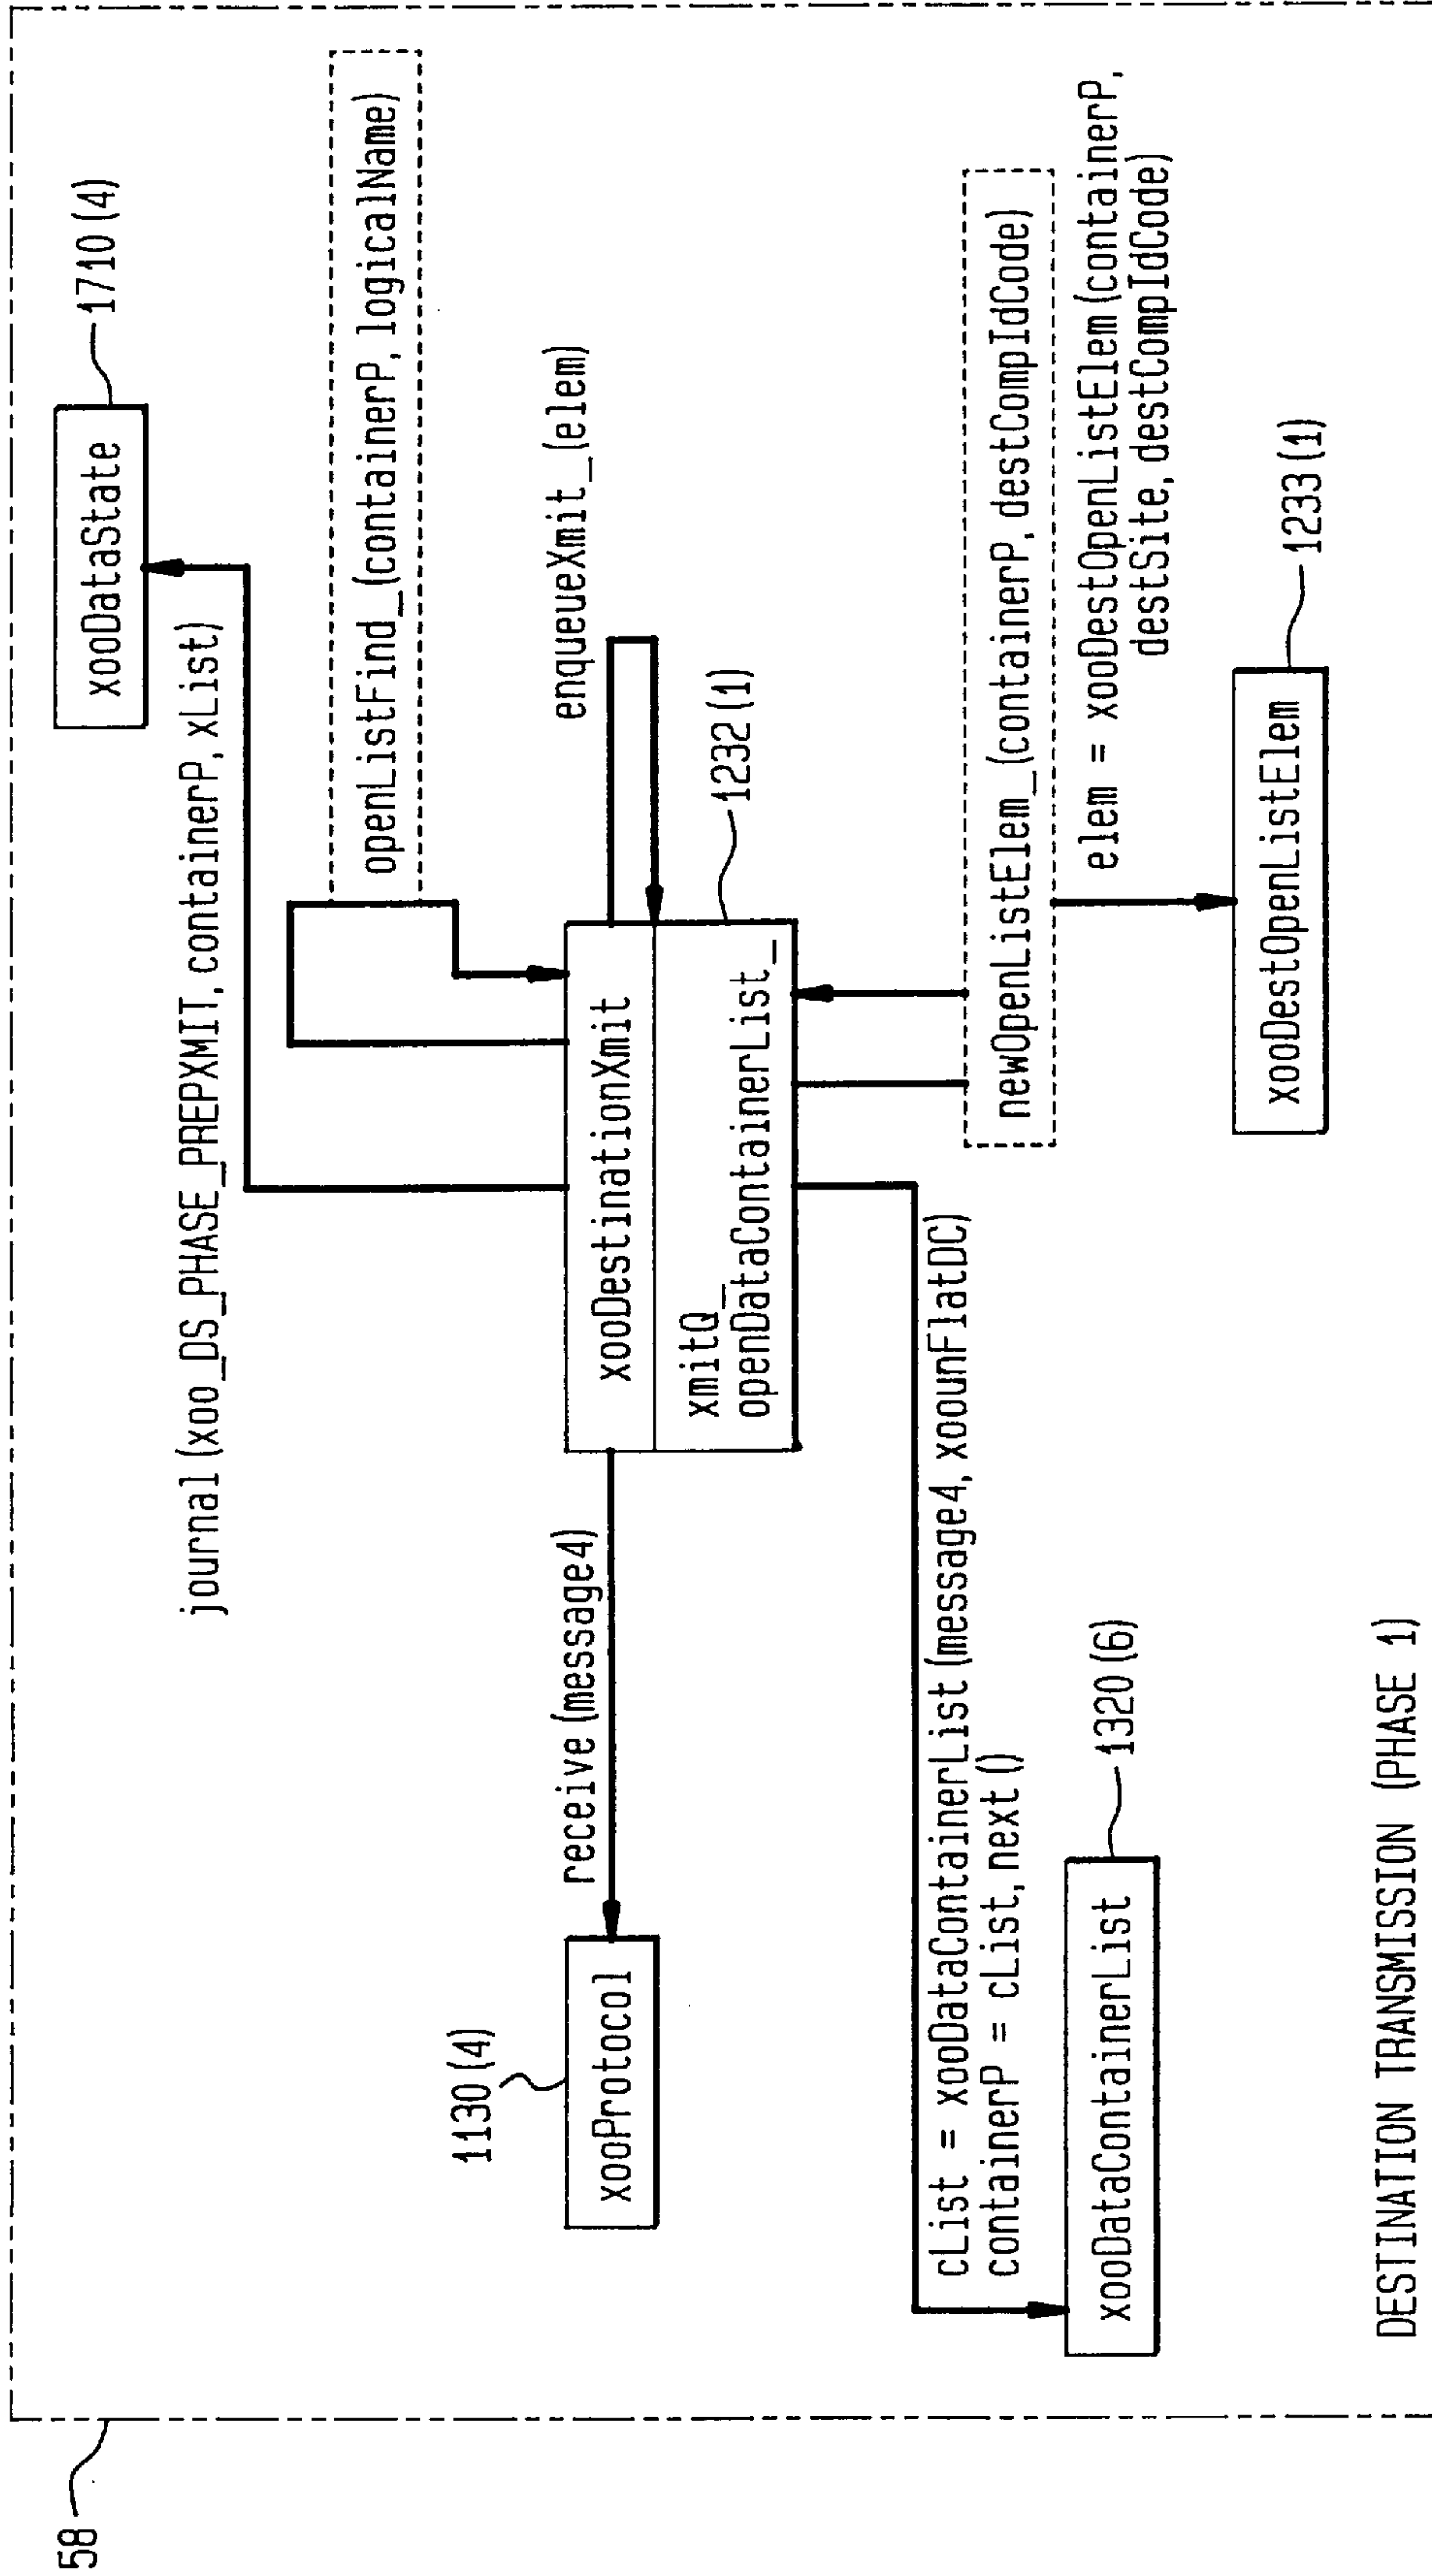 58
xooDataState
1710(4)
journal(xoo_DS_PHASE_PREPXMIT, containerP, xList)
openListFind_(containerP, logicalName)
enqueueXmit_(elem)
1130(4)
xooProtocol
receive(message4)
xooDestinationXmit
xmitQ_
openDataContainerList_
1232(1)
cList = xooDataContainerList(message4, xoounFlatDC)
containerP = cList, next()
newOpenListElem_(containerP, destCompIdCode)
elem = xooDestOpenListElem(containerP,
destSite, destCompIdCode)
xooDataContainerList
1320(6)
xooDestOpenListElem
1233(1)
DESTINATION TRANSMISSION (PHASE 1)